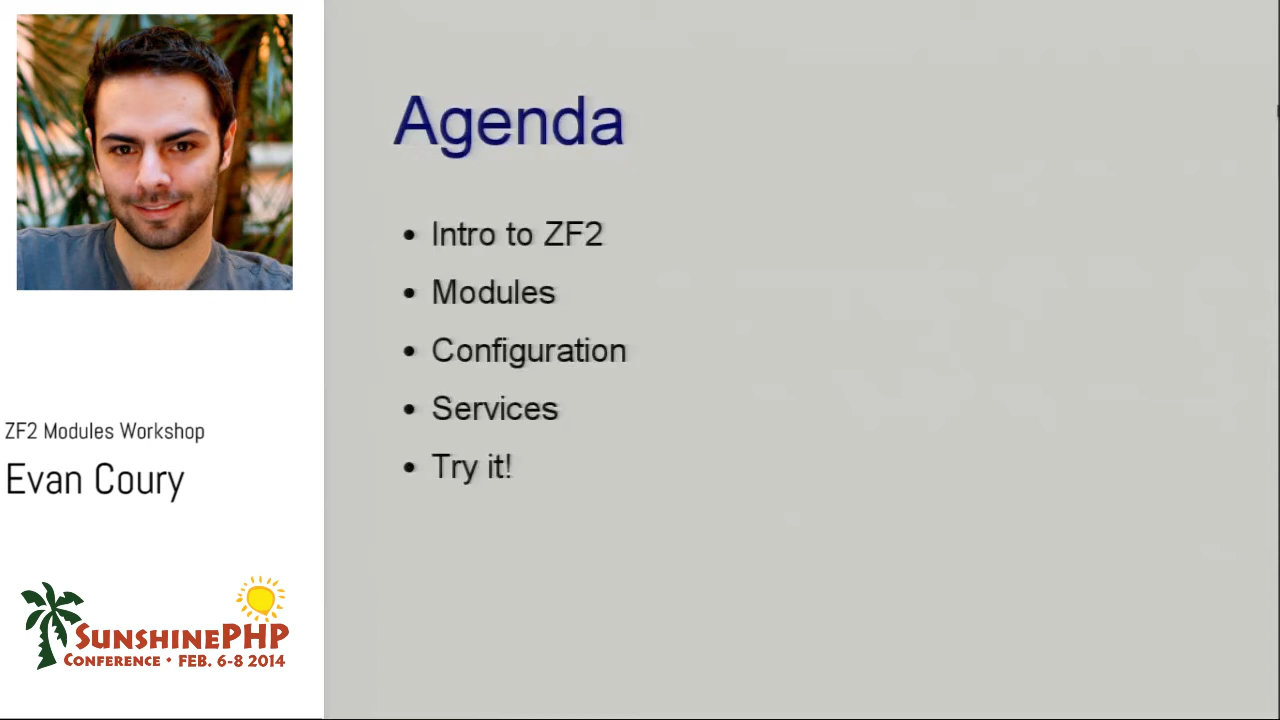 Agenda
• Intro to ZF2
• Modules
• Configuration
• Services
• Try it!
ZF2 Modules Workshop
Evan Coury
SUNSHINEPHP
CONFERENCE • FEB. 6-8 2014